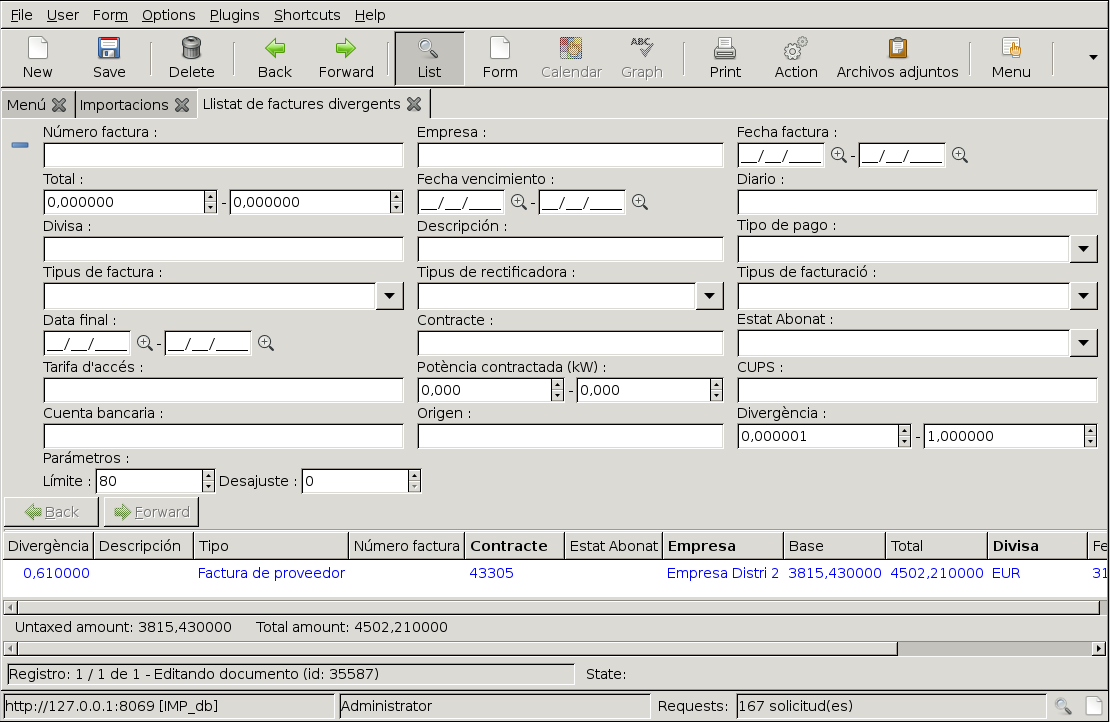 File User Form Options Plugins Shortcuts Help
New Save Delete Back Forward List Form Calendar Graph Print Action Archivos adjuntos Menu
Menú Importacions Llistat de factures divergents
Número factura : Empresa : Fecha factura :
__/__/____ - __/__/____
Total : Fecha vencimiento : Diario :
0,000000 - 0,000000 __/__/____ - __/__/____
Divisa : Descripción : Tipo de pago :
Tipus de factura : Tipus de rectificadora : Tipus de facturació :
Data final : Contracte : Estat Abonat :
__/__/____ - __/__/____
Tarifa d'accés : Potència contractada (kW) : CUPS :
0,000 - 0,000
Cuenta bancaria : Origen : Divergència :
0,000001 - 1,000000
Parámetros :
Límite : 80 Desajuste : 0
Back Forward
Divergència Descripción Tipo Número factura Contracte Estat Abonat Empresa Base Total Divisa Fe
0,610000 Factura de proveedor 43305 Empresa Distri 2 3815,430000 4502,210000 EUR 31
Untaxed amount: 3815,430000 Total amount: 4502,210000
Registro: 1 / 1 de 1 - Editando documento (id: 35587) State:
http://127.0.0.1:8069 [IMP_db] Administrator Requests: 167 solicitud(es)